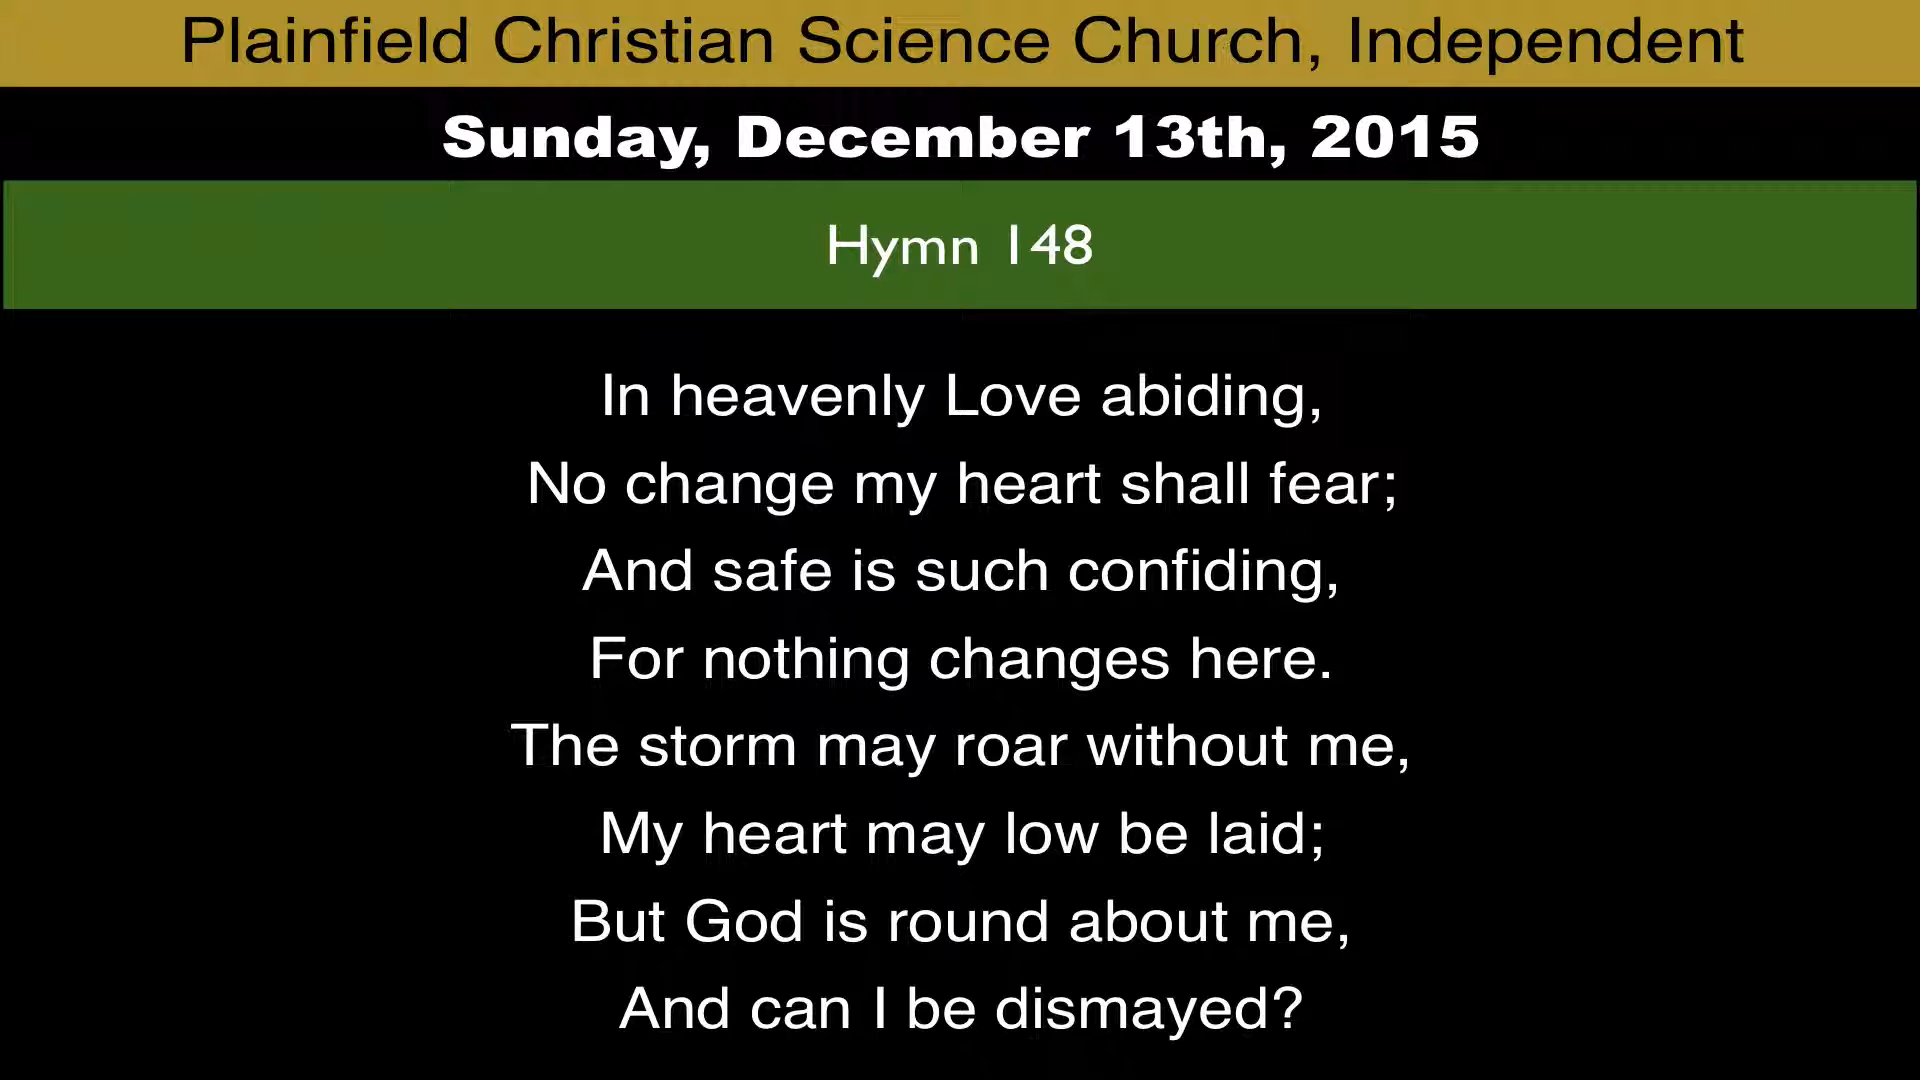 Plainfield Christian Science Church, Independent
Sunday, December 13th, 2015
Hymn 148
In heavenly Love abiding,
No change my heart shall fear;
And safe is such confiding,
For nothing changes here.
The storm may roar without me,
My heart may low be laid;
But God is round about me,
And can I be dismayed?